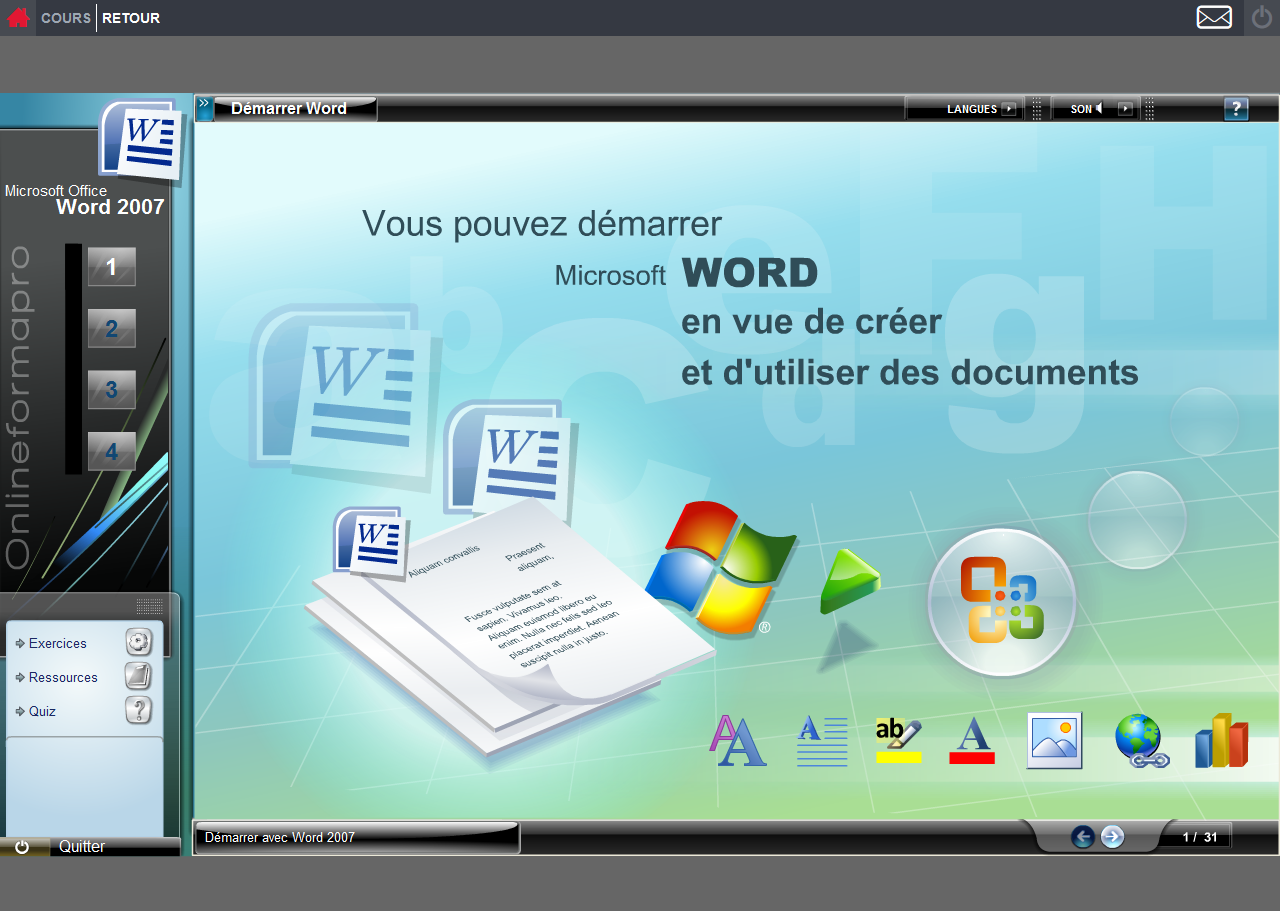 COURS RETOUR
Démarrer Word
LANGUES
SON
?
W
Microsoft Office
Word 2007
Onlineformapro
1
2
3
4
Exercices
Ressources
Quiz
Quitter
Vous pouvez démarrer
Microsoft WORD
en vue de créer
et d'utiliser des documents
a b c d e F g H
W
W
W
Aliquam convallis
Praesent
aliquam,
Fusce vulputate sem at
sapien. Vivamus leo.
Aliquam euismod libero eu
enim. Nulla nec felis sed leo
placerat imperdiet. Aenean
suscipit nulla in justo.
®
A A
A
ab
A
Démarrer avec Word 2007
1 / 31